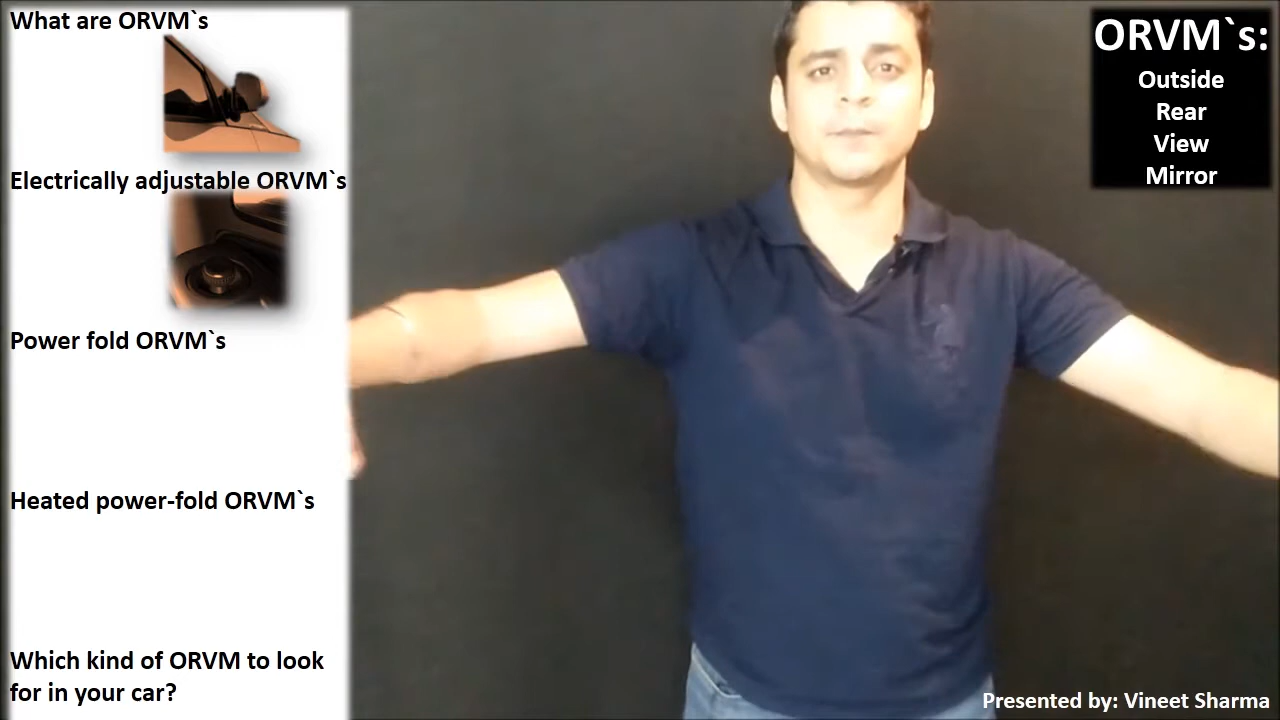 What are ORVM`s
Electrically adjustable ORVM`s
Power fold ORVM`s
Heated power-fold ORVM`s
Which kind of ORVM to look
for in your car?
ORVM`s:
Outside
Rear
View
Mirror
Presented by: Vineet Sharma